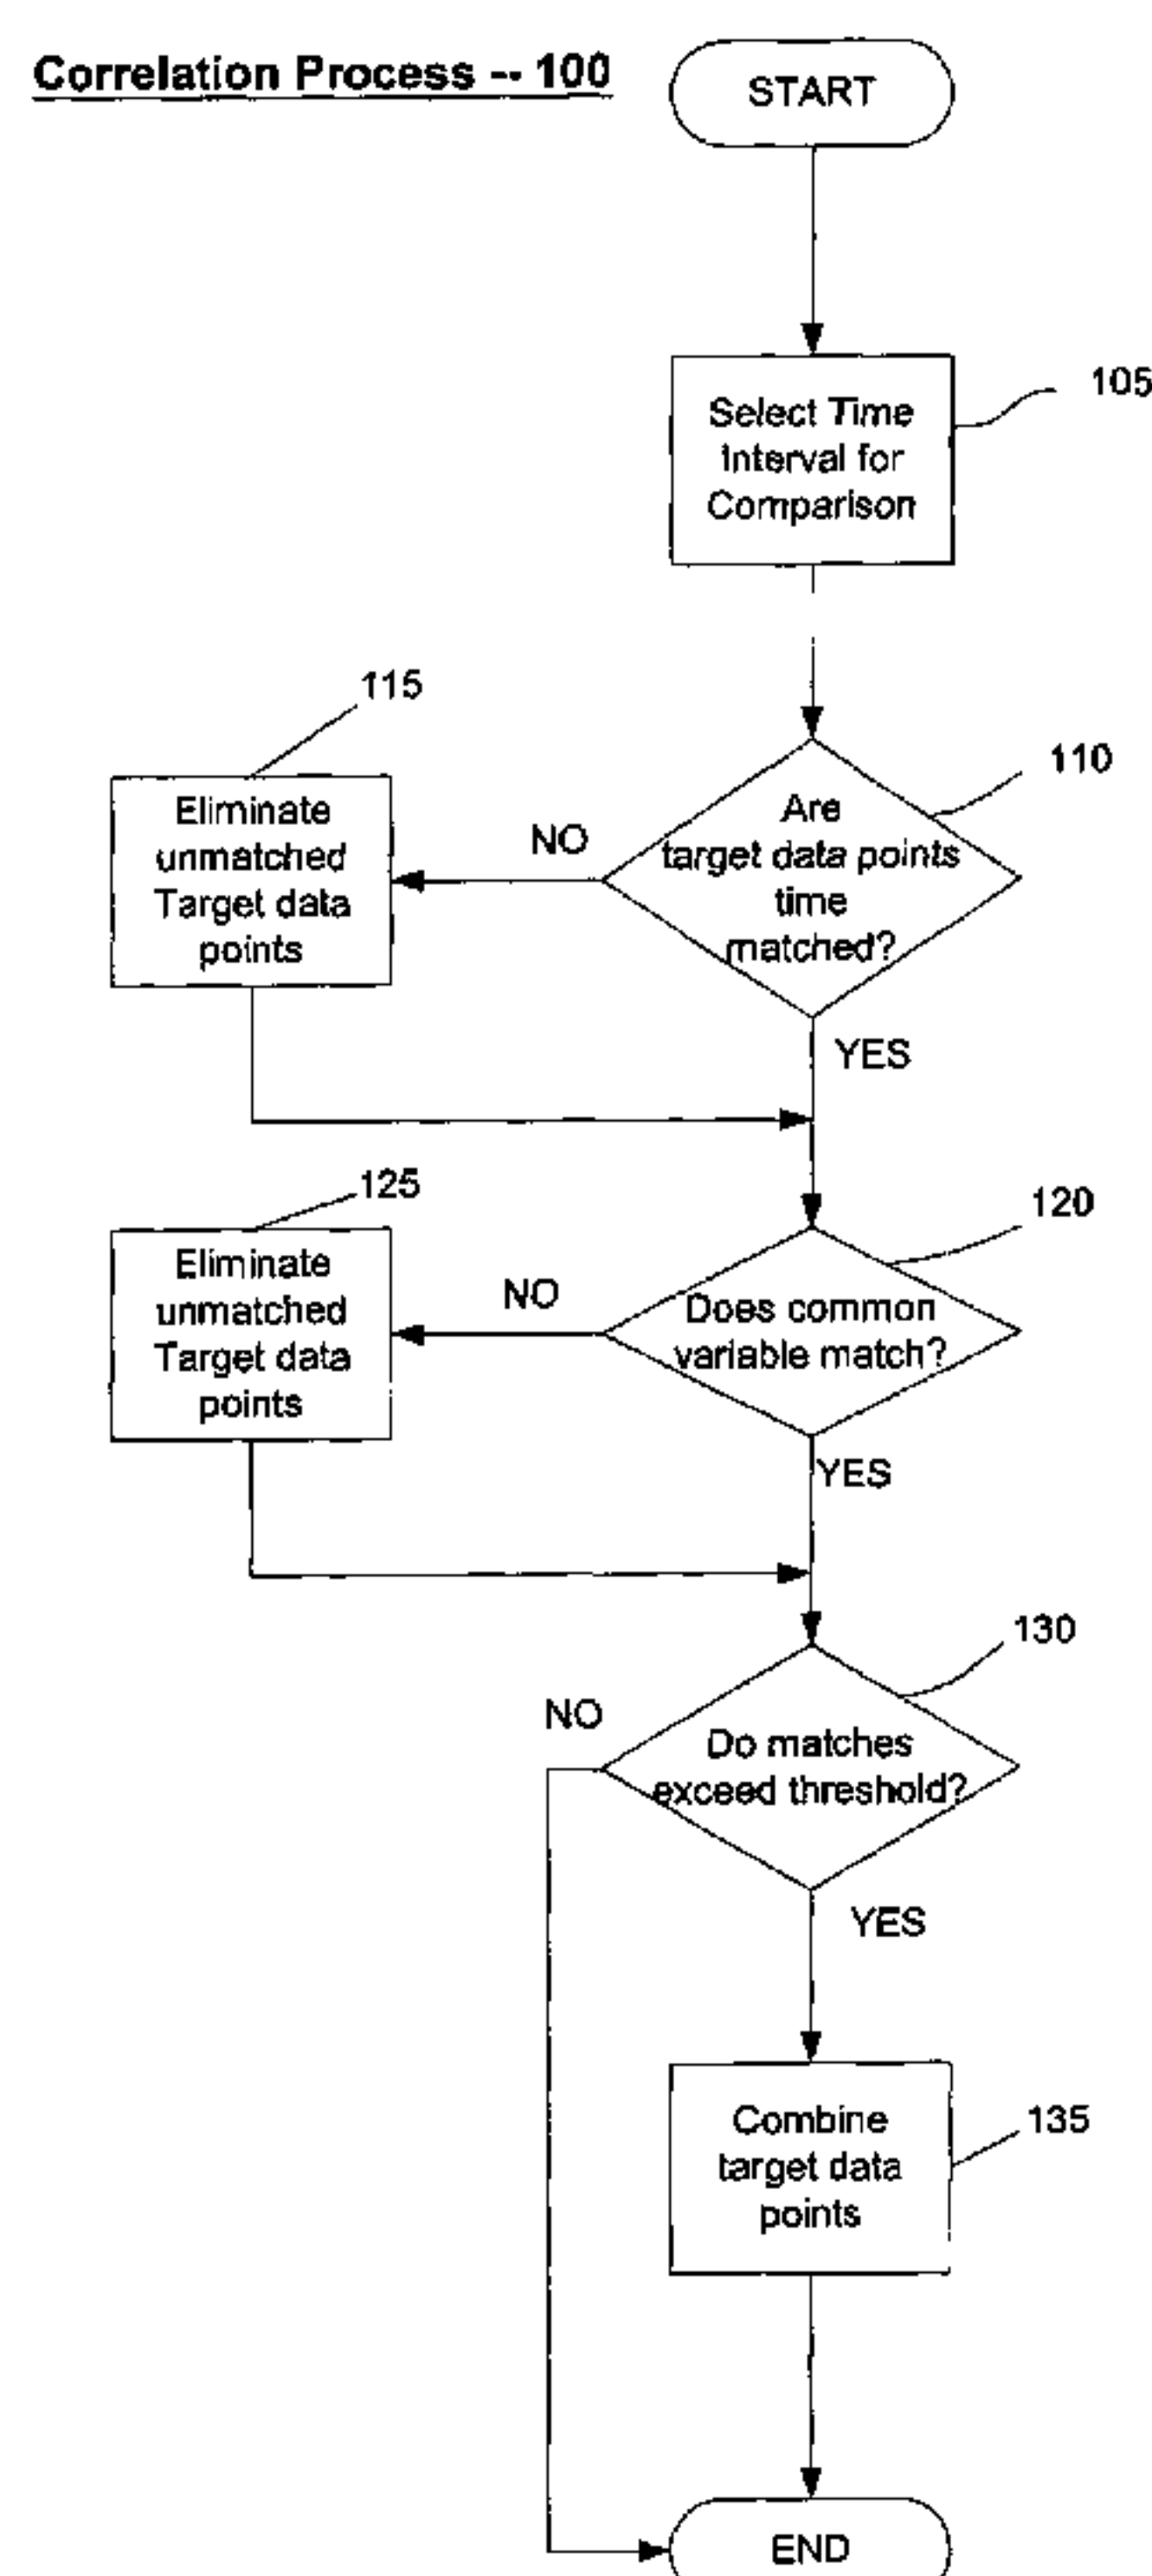 Correlation Process -- 100
START
105
Select Time
Interval for
Comparison
115
110
Eliminate
unmatched
Target data
points
NO
Are
target data points
time
matched?
YES
125
120
Eliminate
unmatched
Target data
points
NO
Does common
variable match?
YES
130
NO
Do matches
exceed threshold?
YES
Combine
target data
points
135
END